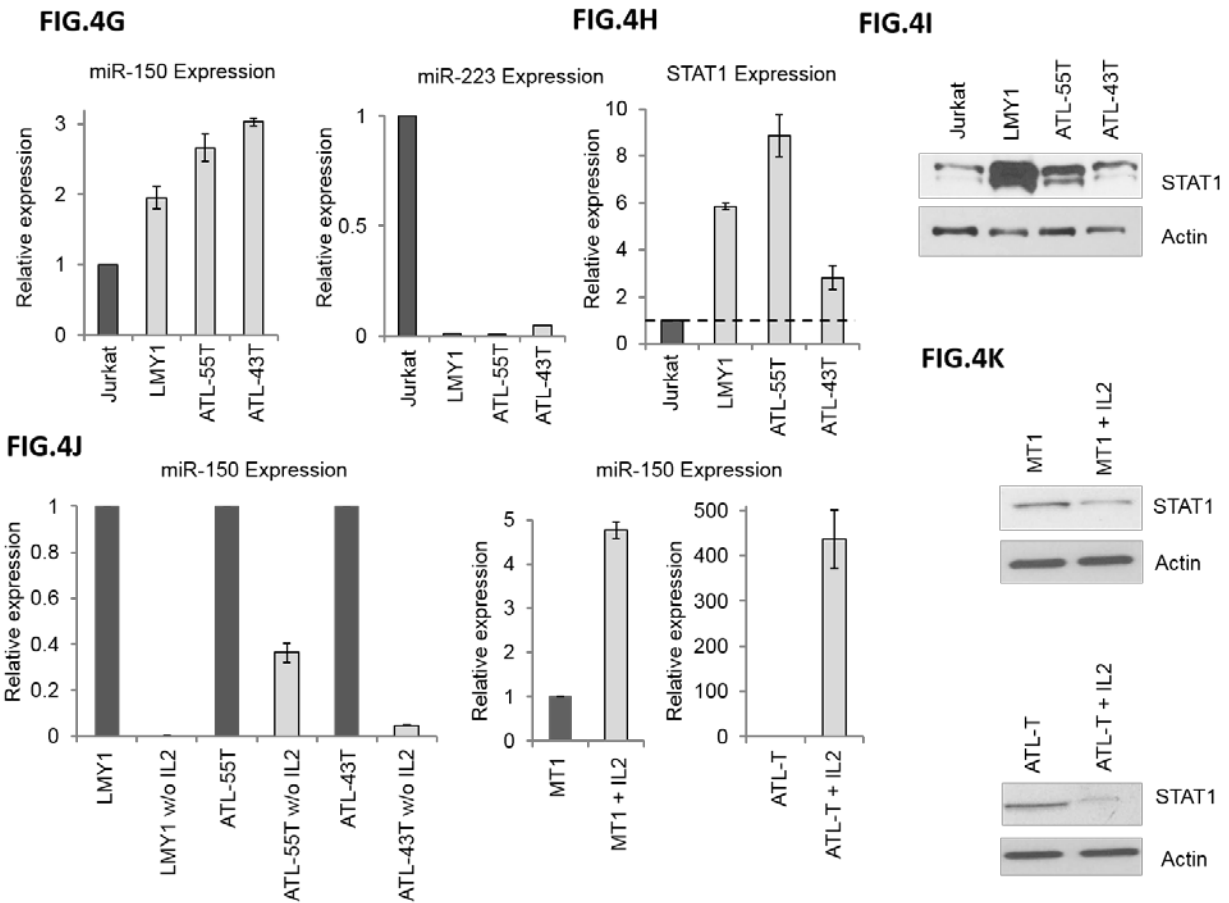 FIG.4G
miR-150 Expression
Relative expression
3
2
1
0
Jurkat
LMY1
ATL-55T
ATL-43T
miR-223 Expression
Relative expression
1
0.5
0
Jurkat
LMY1
ATL-55T
ATL-43T
FIG.4H
STAT1 Expression
Relative expression
10
8
6
4
2
0
Jurkat
LMY1
ATL-55T
ATL-43T
FIG.4I
Jurkat
LMY1
ATL-55T
ATL-43T
STAT1
Actin
FIG.4J
miR-150 Expression
Relative expression
1
0.8
0.6
0.4
0.2
0
LMY1
LMY1 w/o IL2
ATL-55T
ATL-55T w/o IL2
ATL-43T
ATL-43T w/o IL2
miR-150 Expression
Relative expression
5
4
3
2
1
0
MT1
MT1 + IL2
Relative expression
500
400
300
200
100
0
ATL-T
ATL-T + IL2
FIG.4K
MT1
MT1 + IL2
STAT1
Actin
ATL-T
ATL-T + IL2
STAT1
Actin